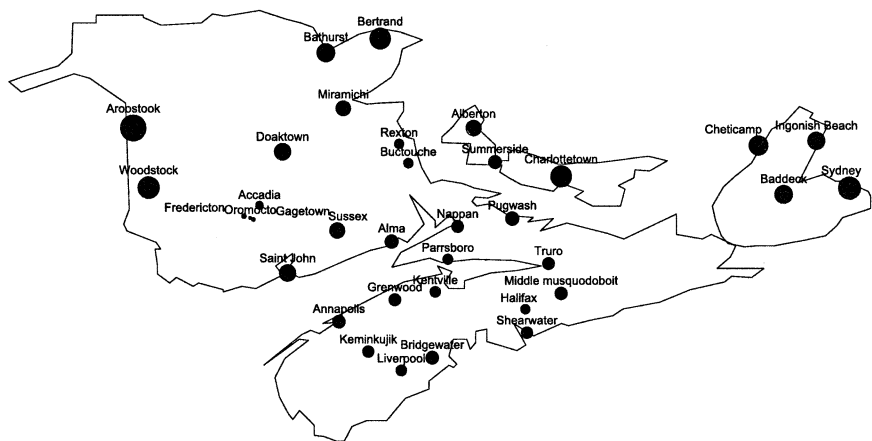 Bertrand
Bathurst
Miramichi
Aroostook
Alberton
Rexton
Cheticamp
Ingonish Beach
Doaktown
Buctouche
Summerside
Charlottetown
Woodstock
Baddeck
Sydney
Accadia
Fredericton
Oromocto
Gagetown
Sussex
Nappan
Pugwash
Alma
Saint John
Parrsboro
Truro
Grenwood
Kentville
Middle musquodoboit
Halifax
Annapolis
Shearwater
Keminkujik
Bridgewater
Liverpool